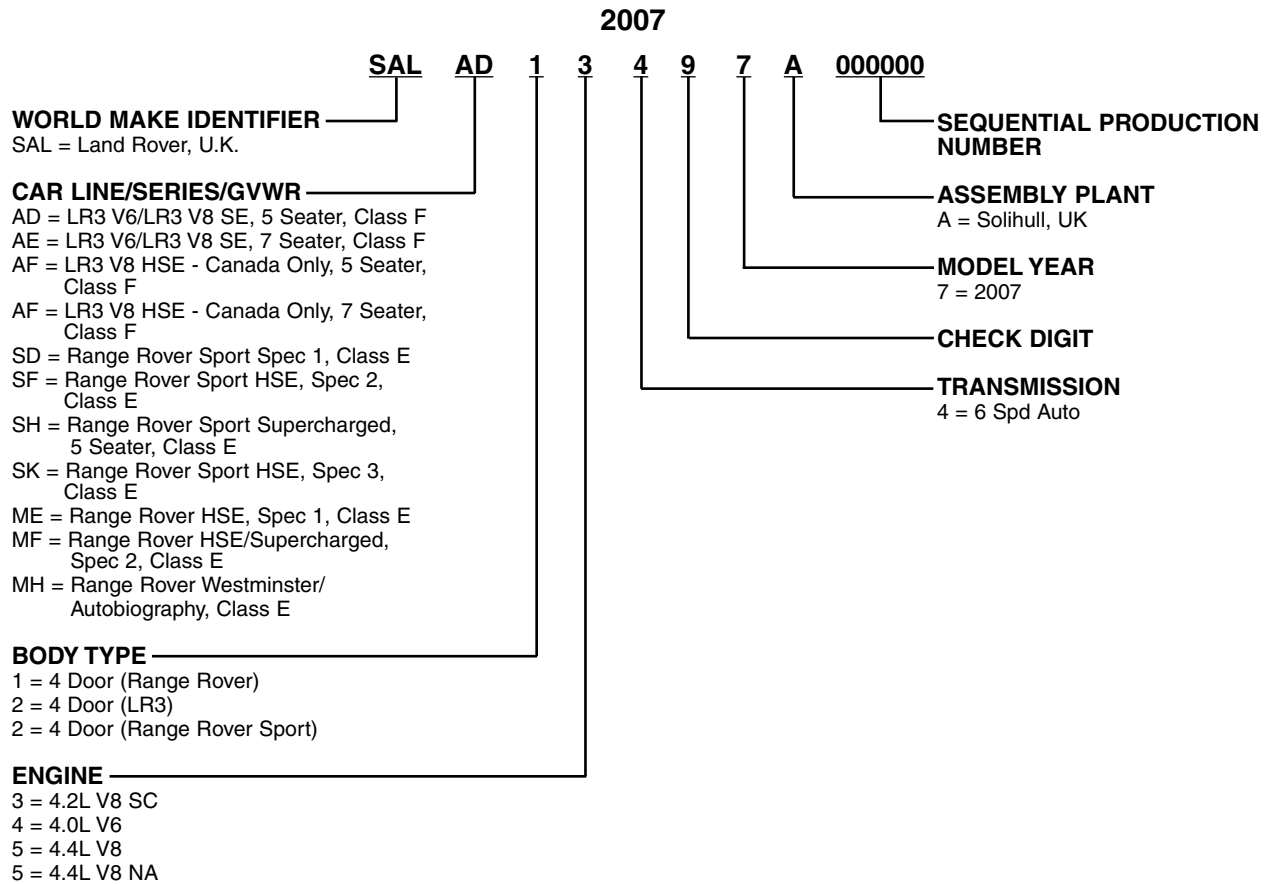 2007
SAL AD 1 3 4 9 7 A 000000
WORLD MAKE IDENTIFIER
SAL = Land Rover, U.K.
CAR LINE/SERIES/GVWR
AD = LR3 V6/LR3 V8 SE, 5 Seater, Class F
AE = LR3 V6/LR3 V8 SE, 7 Seater, Class F
AF = LR3 V8 HSE - Canada Only, 5 Seater,
Class F
AF = LR3 V8 HSE - Canada Only, 7 Seater,
Class F
SD = Range Rover Sport Spec 1, Class E
SF = Range Rover Sport HSE, Spec 2,
Class E
SH = Range Rover Sport Supercharged,
5 Seater, Class E
SK = Range Rover Sport HSE, Spec 3,
Class E
ME = Range Rover HSE, Spec 1, Class E
MF = Range Rover HSE/Supercharged,
Spec 2, Class E
MH = Range Rover Westminster/
Autobiography, Class E
BODY TYPE
1 = 4 Door (Range Rover)
2 = 4 Door (LR3)
2 = 4 Door (Range Rover Sport)
ENGINE
3 = 4.2L V8 SC
4 = 4.0L V6
5 = 4.4L V8
5 = 4.4L V8 NA
SEQUENTIAL PRODUCTION
NUMBER
ASSEMBLY PLANT
A = Solihull, UK
MODEL YEAR
7 = 2007
CHECK DIGIT
TRANSMISSION
4 = 6 Spd Auto